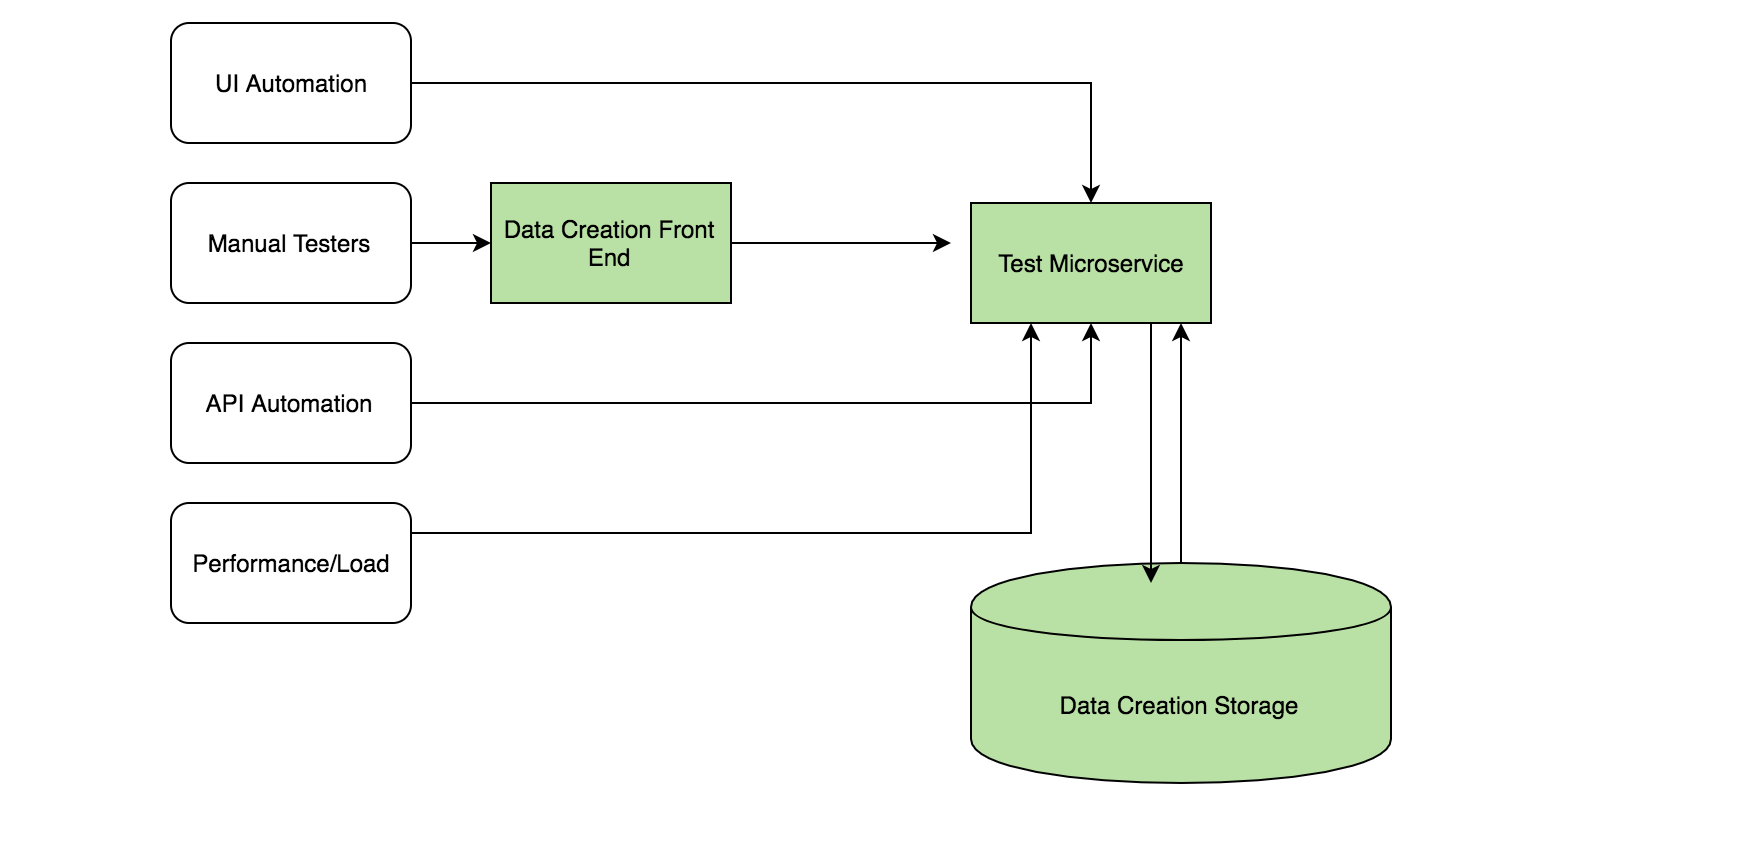 UI Automation
Manual Testers
Data Creation Front
End
Test Microservice
API Automation
Performance/Load
Data Creation Storage